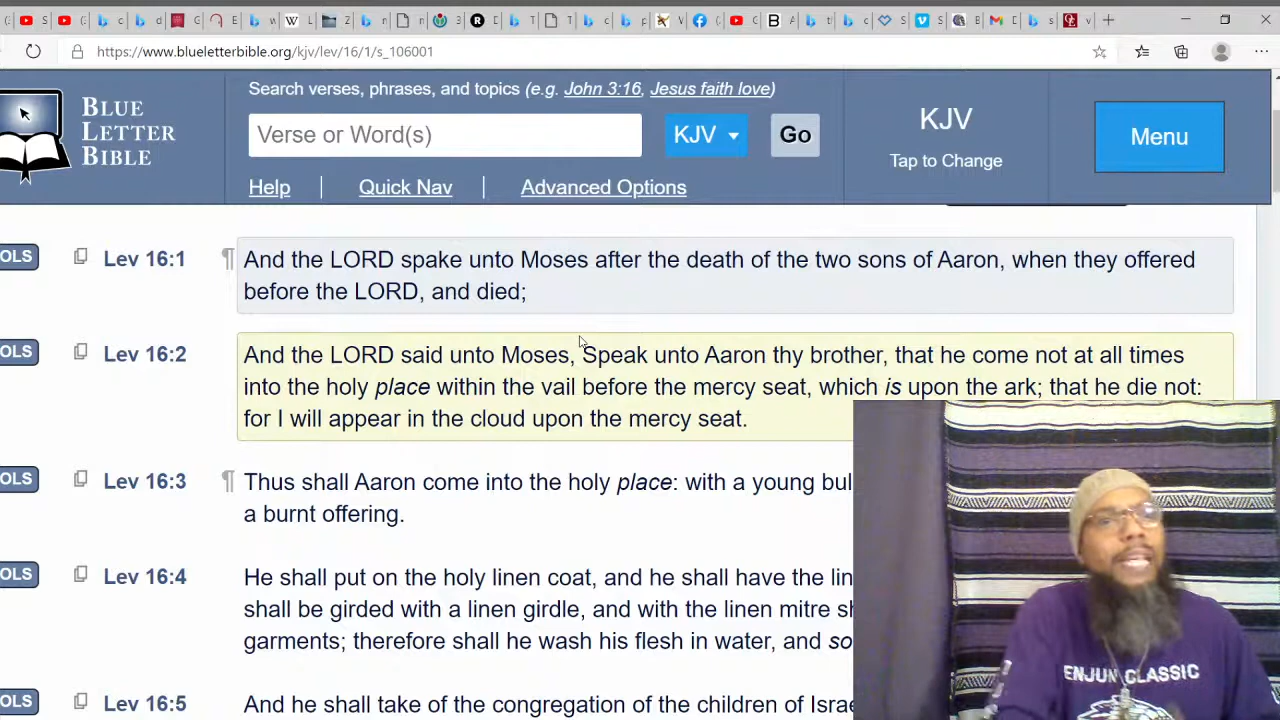 https://www.blueletterbible.org/kjv/lev/16/1/s_106001
BLUE
LETTER
BIBLE
Search verses, phrases, and topics (e.g. John 3:16, Jesus faith love)
Verse or Word(s)
KJV
Go
Help
Quick Nav
Advanced Options
KJV
Tap to Change
Menu
OLS
Lev 16:1
¶ And the LORD spake unto Moses after the death of the two sons of Aaron, when they offered
before the LORD, and died;
OLS
Lev 16:2
And the LORD said unto Moses, Speak unto Aaron thy brother, that he come not at all times
into the holy place within the vail before the mercy seat, which is upon the ark; that he die not:
for I will appear in the cloud upon the mercy seat.
OLS
Lev 16:3
¶ Thus shall Aaron come into the holy place: with a young bul
a burnt offering.
OLS
Lev 16:4
He shall put on the holy linen coat, and he shall have the lin
shall be girded with a linen girdle, and with the linen mitre sh
garments; therefore shall he wash his flesh in water, and so
OLS
Lev 16:5
And he shall take of the congregation of the children of Israe
ENJUN CLASSIC